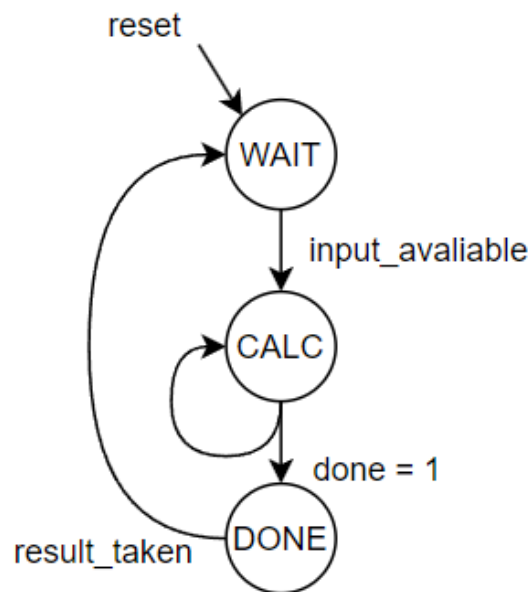 reset
WAIT
input_avaliable
CALC
done = 1
DONE
result_taken